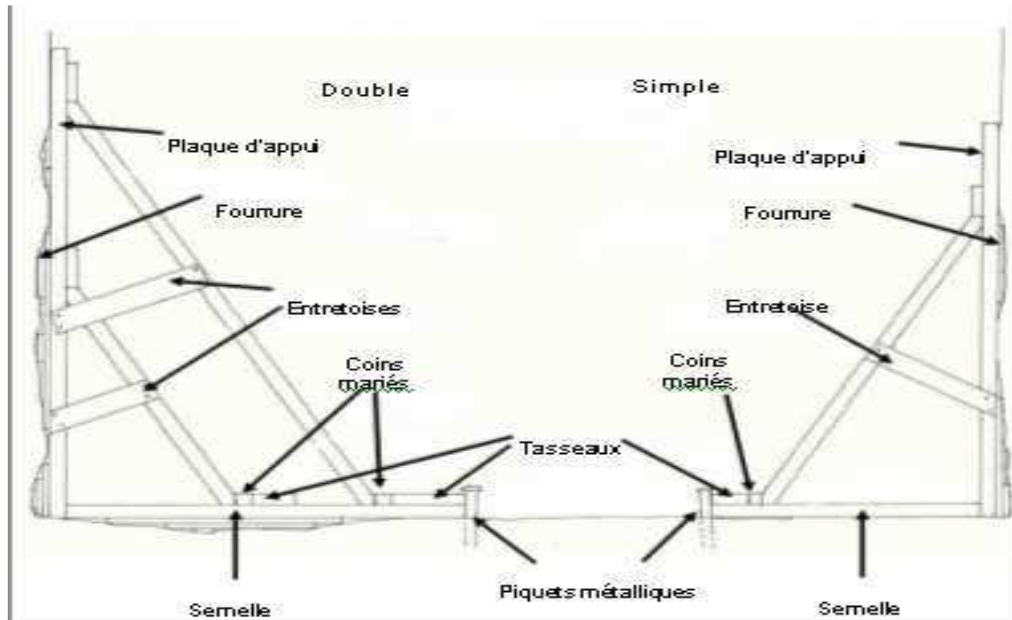 Double
Simple
Plaque d'appui
Plaque d'appui
Fourrure
Fourrure
Entretoises
Entretoise
Coins
mariés
Coins
mariés
Tasseaux
Piquets métalliques
Semelle
Semelle